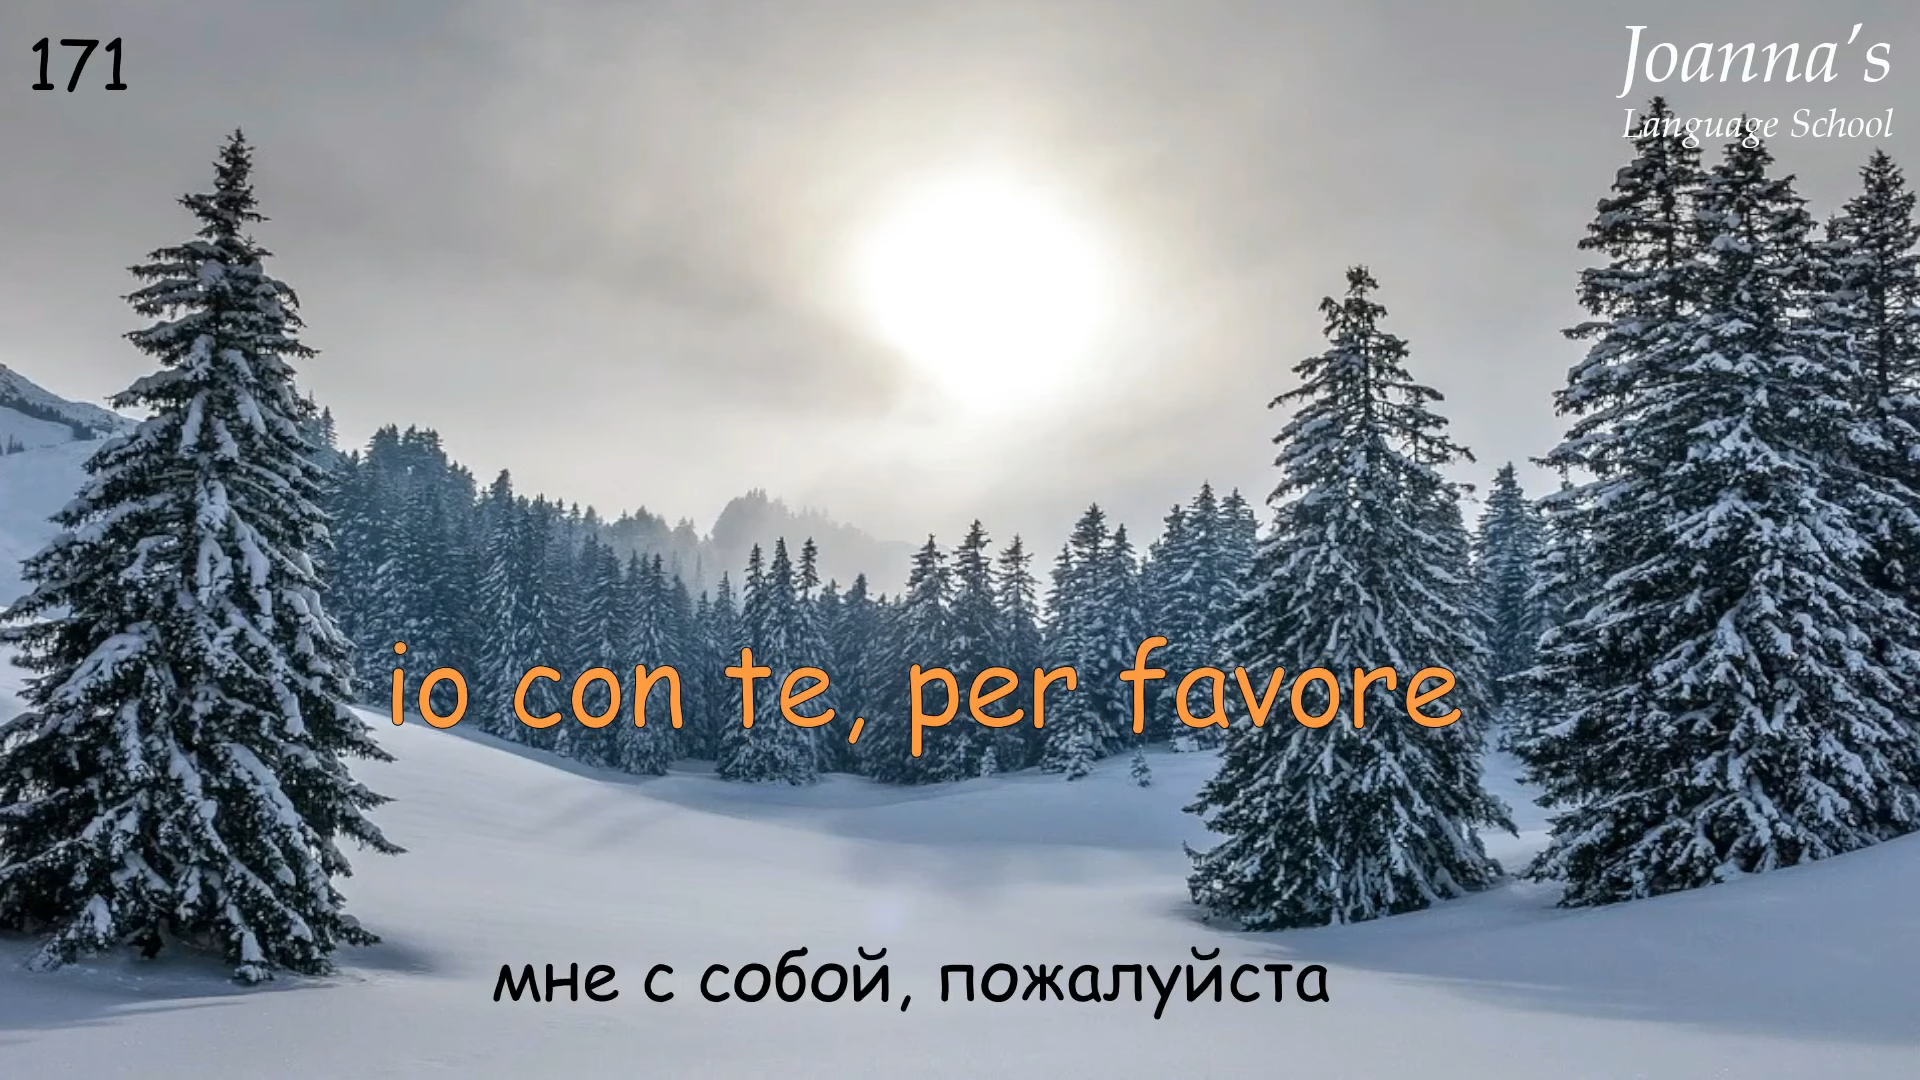 171
Joanna's
Language School
io con te, per favore
мне с собой, пожалуйста